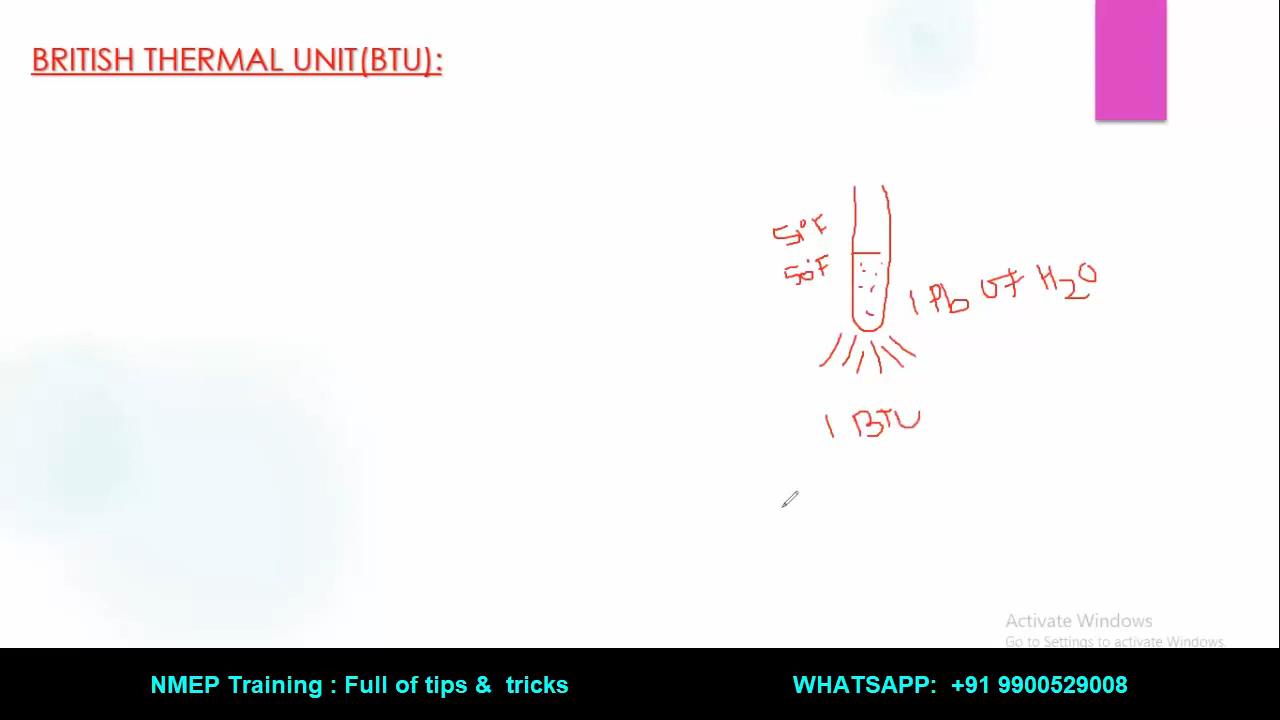 BRITISH THERMAL UNIT(BTU):
51°F
50°F
1 Pb OF H2O
1 BTU
Activate Windows
Go to Settings to activate Windows.
NMEP Training : Full of tips & tricks
WHATSAPP: +91 9900529008